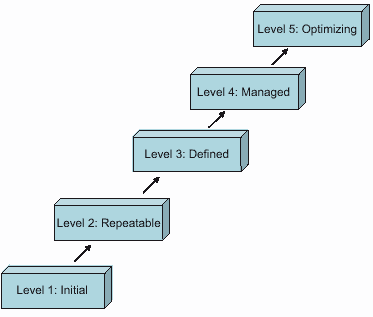 Level 5: Optimizing
Level 4: Managed
Level 3: Defined
Level 2: Repeatable
Level 1: Initial